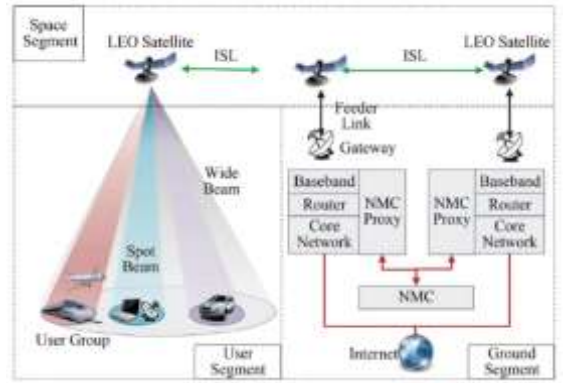 Space
Segment
LEO Satellite
ISL
ISL
LEO Satellite
Feeder
Link
Gateway
Wide
Beam
Spot
Beam
User Group
User
Segment
Baseband
Router
Core
Network
NMC
Proxy
NMC
Proxy
Baseband
Router
Core
Network
NMC
Internet
Ground
Segment